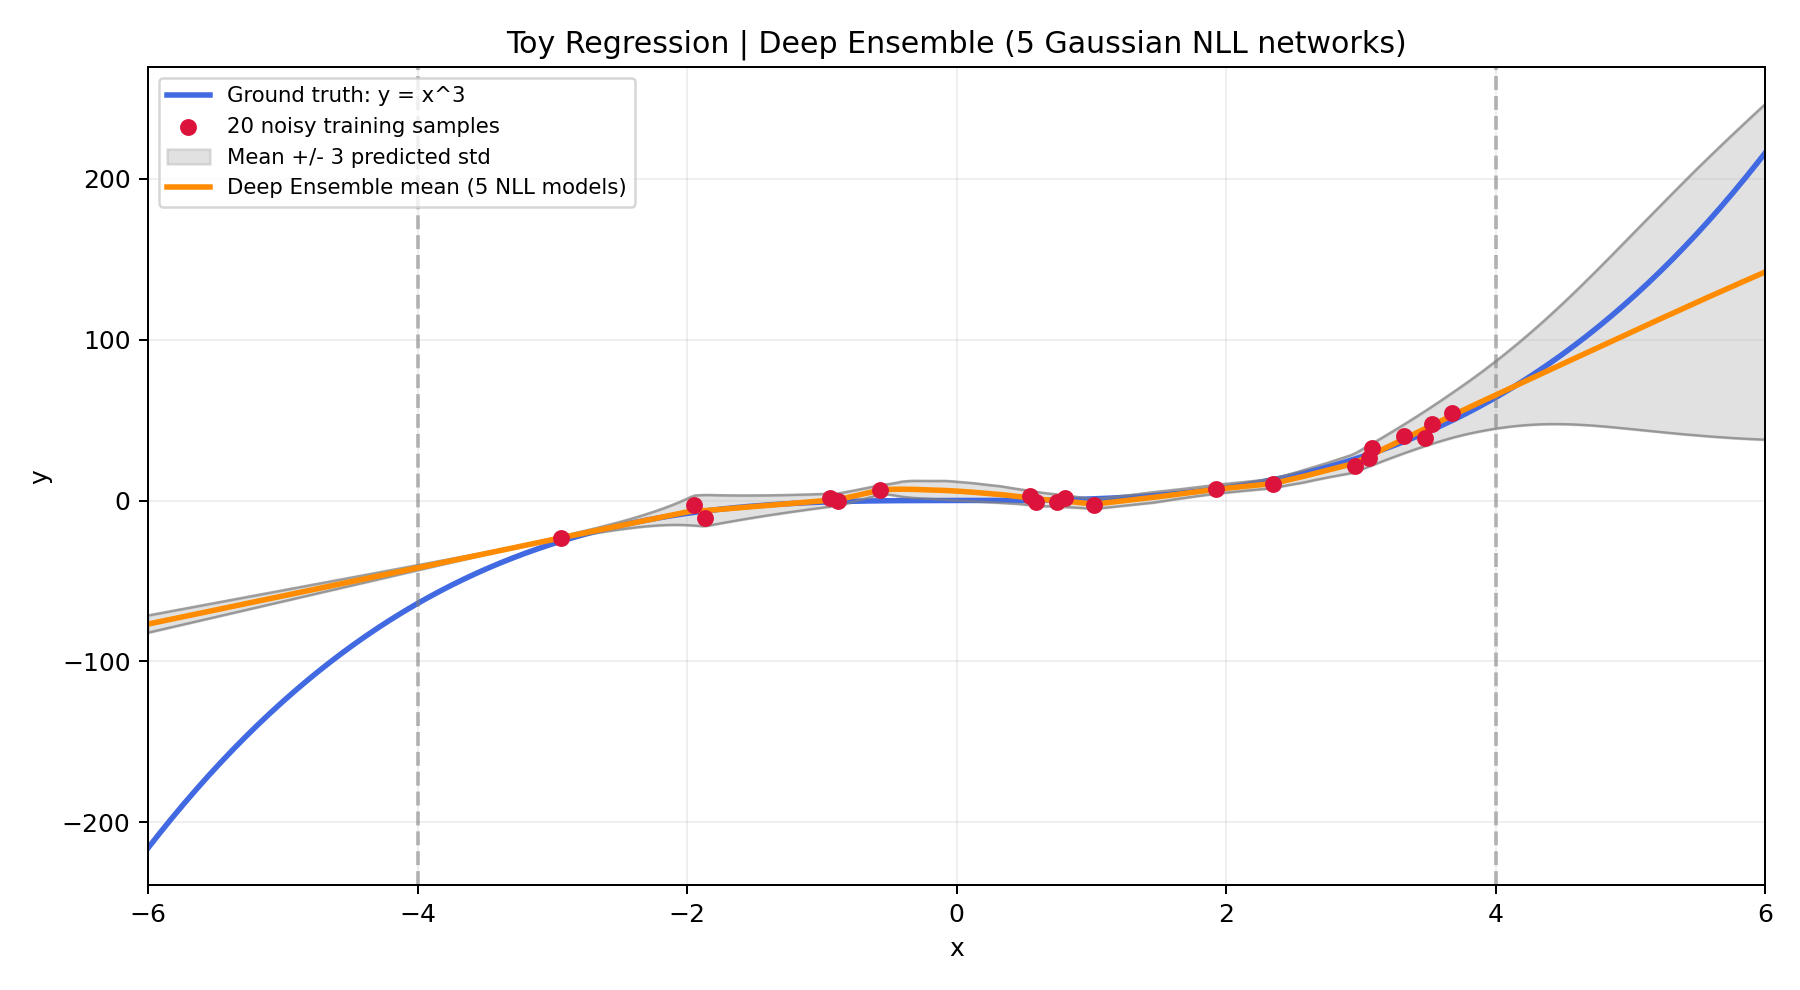 Toy Regression | Deep Ensemble (5 Gaussian NLL networks)
Ground truth: y = x^3
20 noisy training samples
Mean +/- 3 predicted std
Deep Ensemble mean (5 NLL models)
200
100
0
−100
−200
y
−6 −4 −2 0 2 4 6
x